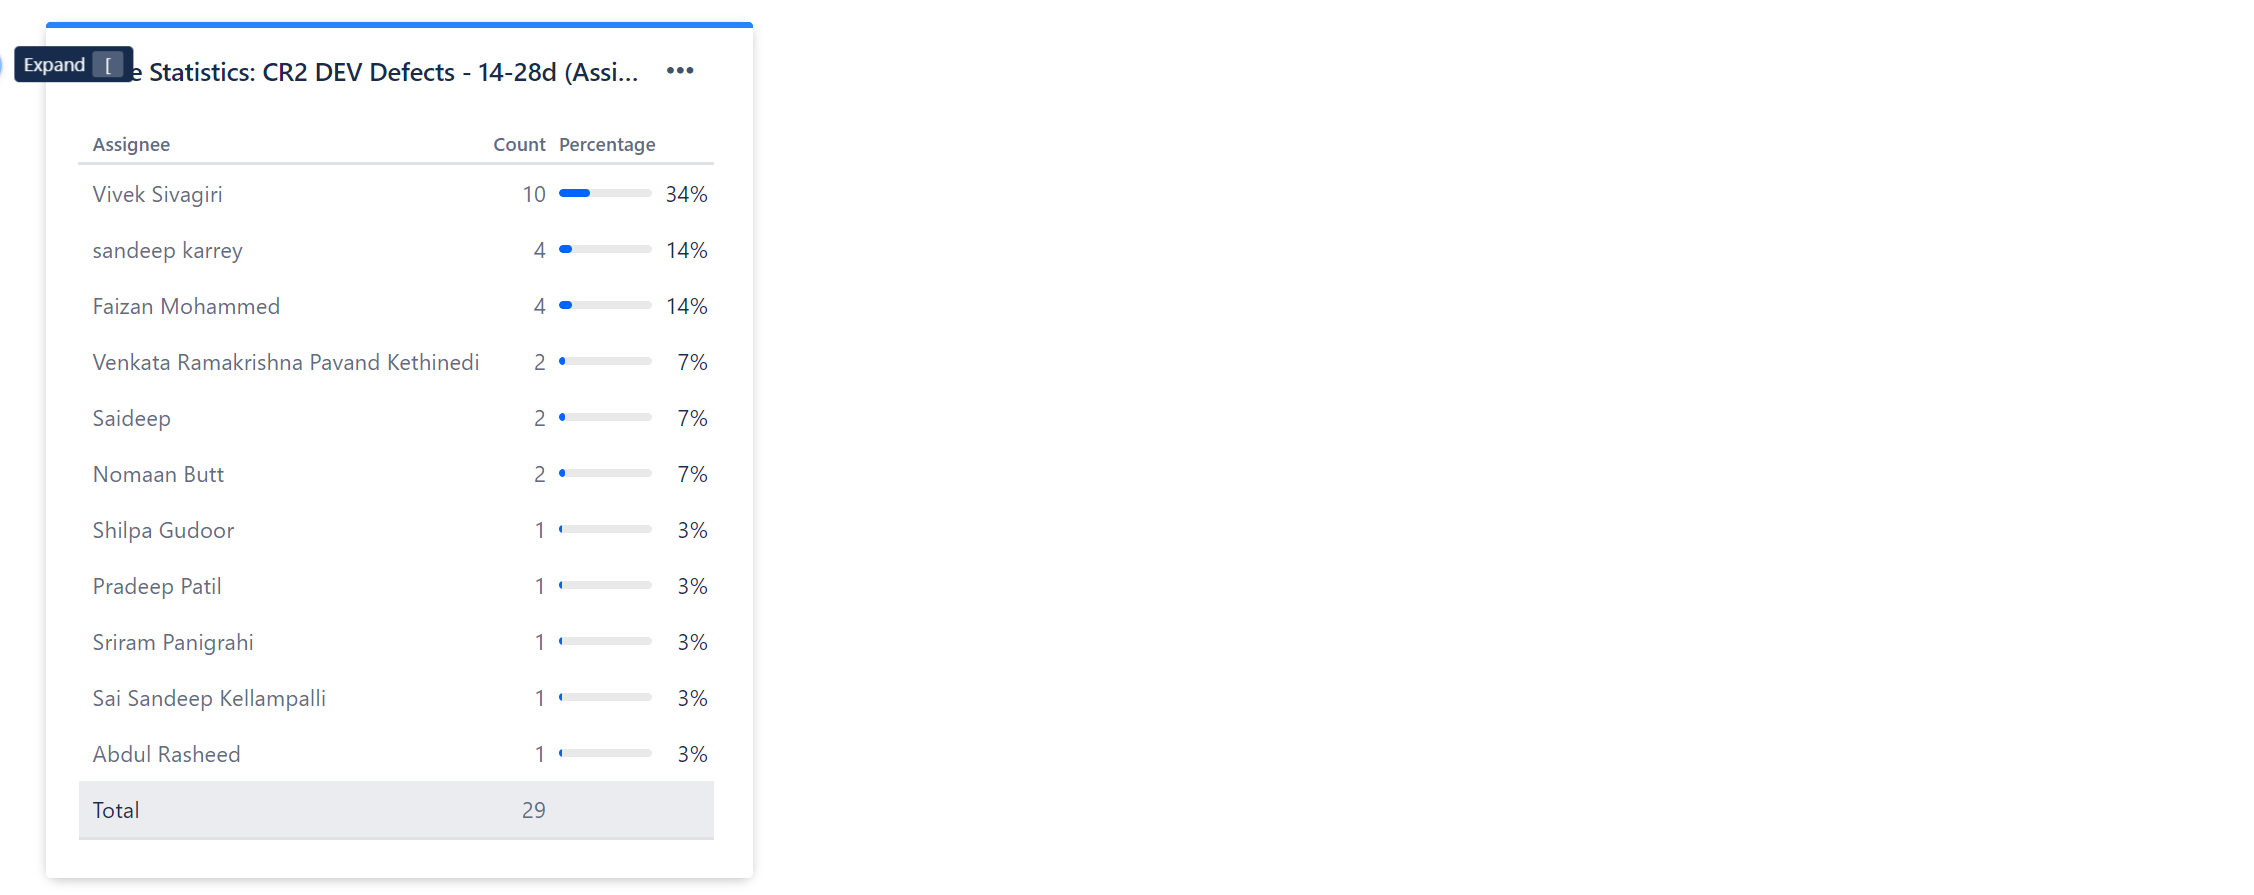 Expand [
e Statistics: CR2 DEV Defects - 14-28d (Assi...
Assignee Count Percentage
Vivek Sivagiri 10 34%
sandeep karrey 4 14%
Faizan Mohammed 4 14%
Venkata Ramakrishna Pavand Kethinedi 2 7%
Saideep 2 7%
Nomaan Butt 2 7%
Shilpa Gudoor 1 3%
Pradeep Patil 1 3%
Sriram Panigrahi 1 3%
Sai Sandeep Kellampalli 1 3%
Abdul Rasheed 1 3%
Total 29